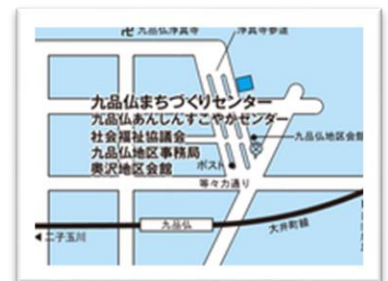 卍 九品仏浄真寺
浄真寺参道
九品仏まちづくりセンター
九品仏あんしんすこやかセンター
社会福祉協議会
九品仏地区事務局
奥沢地区会館
九品仏地区会館
ポスト
等々力通り
九品仏
大井町線
◀二子玉川